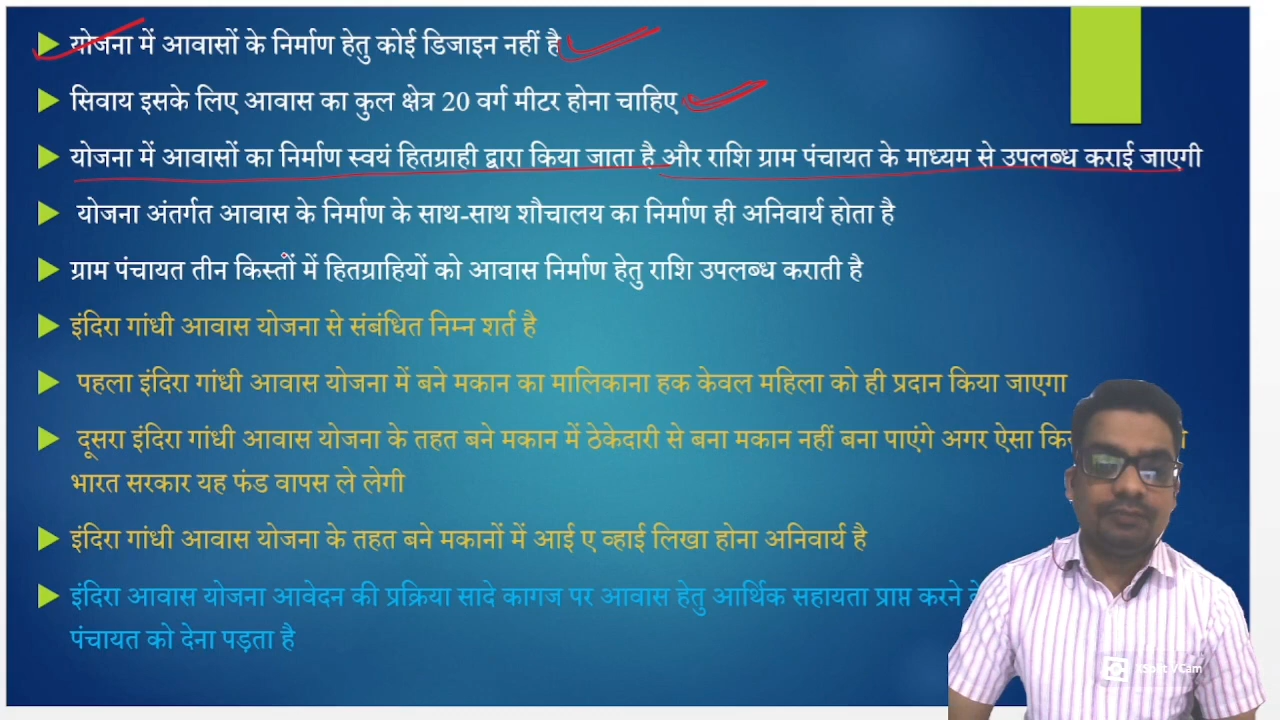 योजना में आवासों के निर्माण हेतु कोई डिजाइन नहीं है
सिवाय इसके लिए आवास का कुल क्षेत्र 20 वर्ग मीटर होना चाहिए
योजना में आवासों का निर्माण स्वयं हितग्राही द्वारा किया जाता है और राशि ग्राम पंचायत के माध्यम से उपलब्ध कराई जाएगी
योजना अंतर्गत आवास के निर्माण के साथ-साथ शौचालय का निर्माण ही अनिवार्य होता है
ग्राम पंचायत तीन किस्तों में हितग्राहियों को आवास निर्माण हेतु राशि उपलब्ध कराती है
इंदिरा गांधी आवास योजना से संबंधित निम्न शर्त है
पहला इंदिरा गांधी आवास योजना में बने मकान का मालिकाना हक केवल महिला को ही प्रदान किया जाएगा
दूसरा इंदिरा गांधी आवास योजना के तहत बने मकान में ठेकेदारी से बना मकान नहीं बना पाएंगे अगर ऐसा
भारत सरकार यह फंड वापस ले लेगी
इंदिरा गांधी आवास योजना के तहत बने मकानों में आई ए व्हाई लिखा होना अनिवार्य है
इंदिरा आवास योजना आवेदन की प्रक्रिया सादे कागज पर आवास हेतु आर्थिक सहायता प्राप्त करने
पंचायत को देना पड़ता है
XSplit VCam